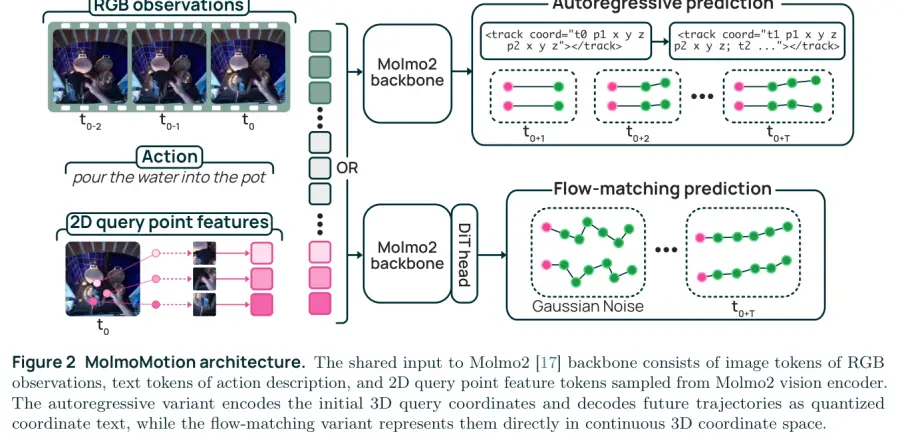 RGB observations
t0-2
t0-1
t0
Action
pour the water into the pot
2D query point features
t0
OR
Molmo2
backbone
Autoregressive prediction
<track coord="t0 p1 x y z
p2 x y z"></track>
<track coord="t1 p1 x y z
p2 x y z; t2 ..."></track>
t0+1
t0+2
t0+T
Molmo2
backbone
DiT head
Flow-matching prediction
Gaussian Noise
t0+T
Figure 2 MolmoMotion architecture. The shared input to Molmo2 [17] backbone consists of image tokens of RGB
observations, text tokens of action description, and 2D query point feature tokens sampled from Molmo2 vision encoder.
The autoregressive variant encodes the initial 3D query coordinates and decodes future trajectories as quantized
coordinate text, while the flow-matching variant represents them directly in continuous 3D coordinate space.